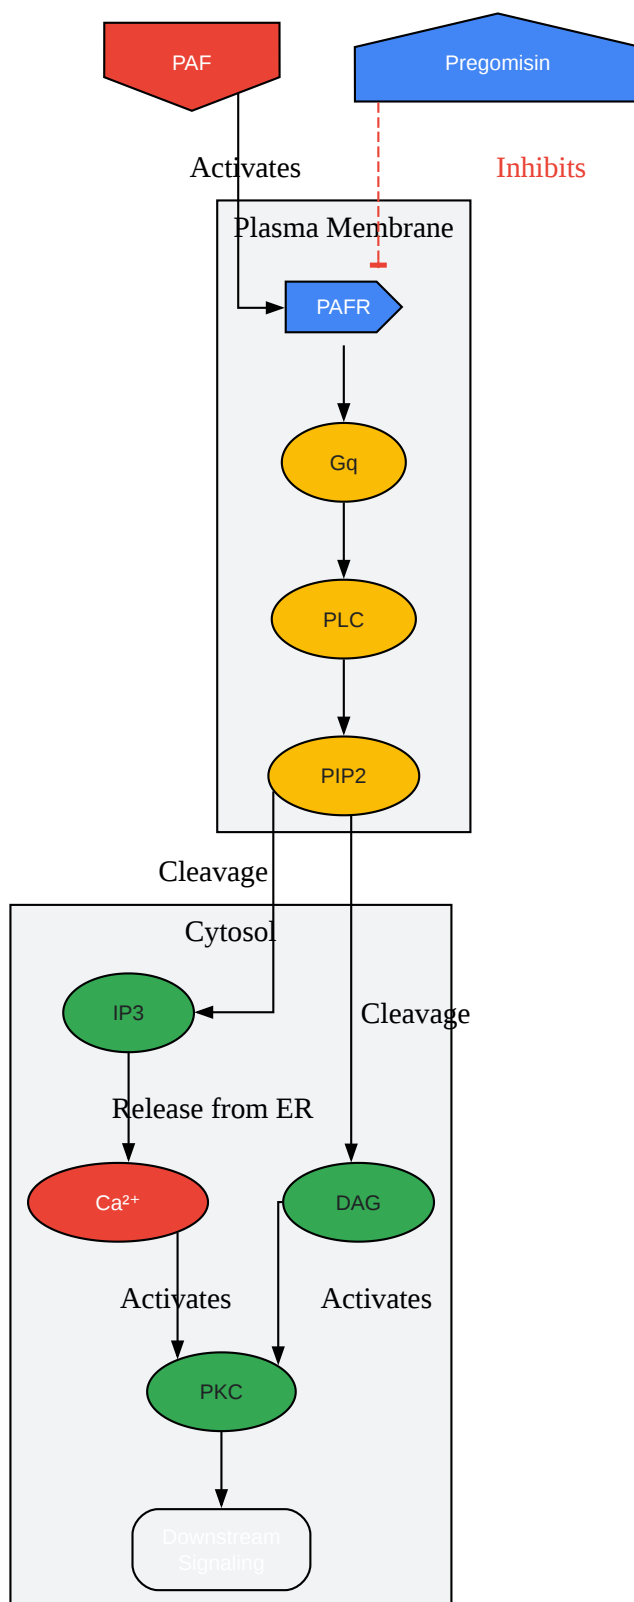 PAF
Pregomisin
Activates
Inhibits
Plasma Membrane
PAFR
Gq
PLC
PIP2
Cleavage
Cytosol
IP3
Cleavage
Release from ER
Ca²⁺
DAG
Activates
Activates
PKC
Downstream
Signaling